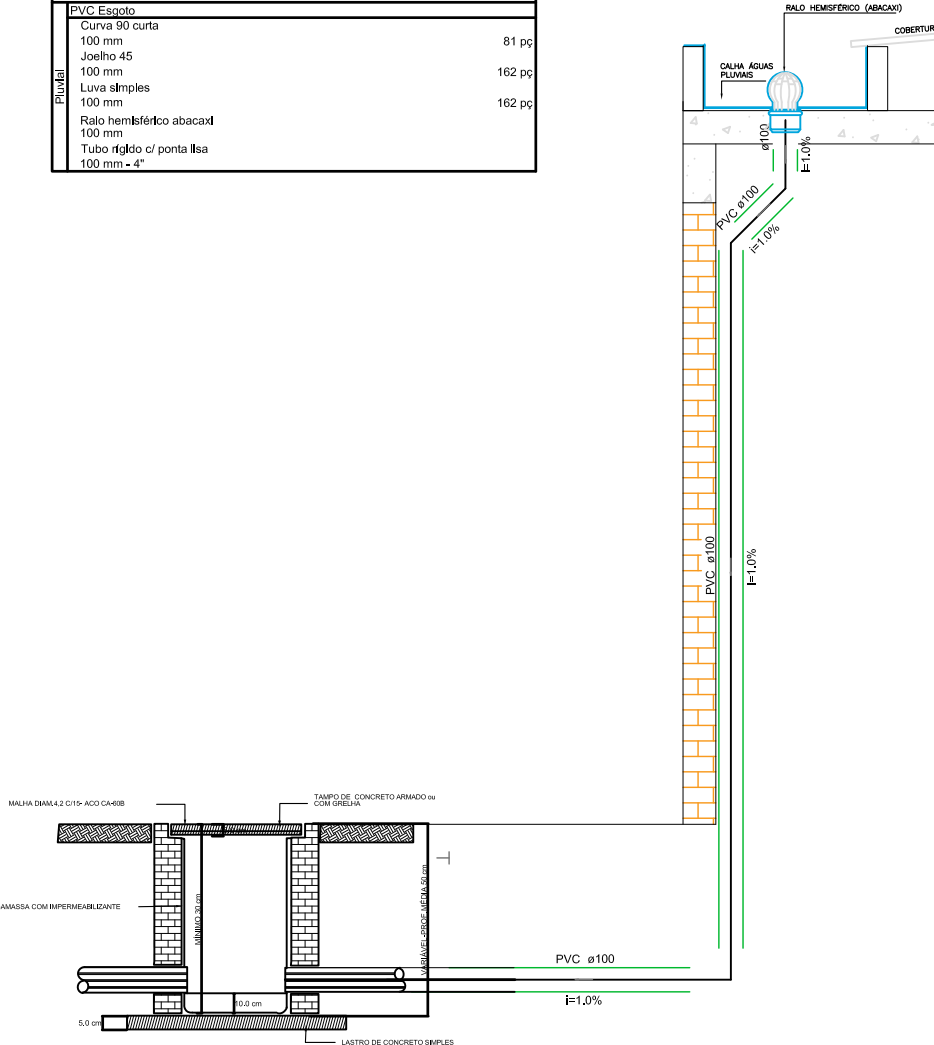 PVC Esgoto
Pluvial
Curva 90 curta
100 mm 81 pç
Joelho 45
100 mm 162 pç
Luva simples
100 mm 162 pç
Ralo hemisférico abacaxi
100 mm
Tubo rígido c/ ponta lisa
100 mm - 4"
RALO HEMISFÉRICO (ABACAXI)
COBERTUR
CALHA ÁGUAS
PLUVIAIS
ø100
i=1.0%
PVC ø100
i=1.0%
PVC ø100
i=1.0%
MALHA DIAM.4,2 C/15- ACO CA-60B
TAMPO DE CONCRETO ARMADO ou
COM GRELHA
AMASSA COM IMPERMEABILIZANTE
MÍNIMO 30 cm
VARIÁVEL-PROF.MÉDIA 50 cm
PVC ø100
i=1.0%
10.0 cm
5.0 cm
LASTRO DE CONCRETO SIMPLES